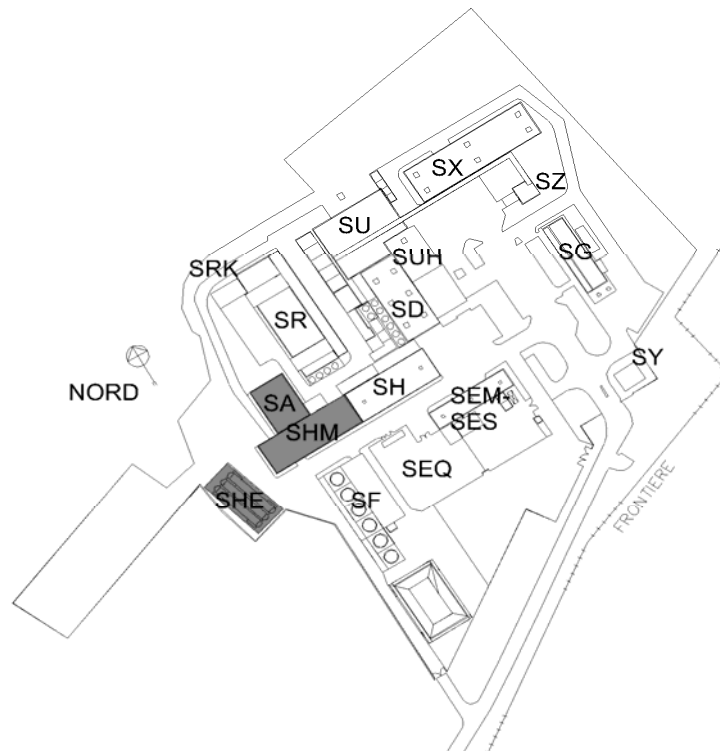 SX
SZ
SU
SUH
SG
SRK
SD
SR
SY
NORD
SH
SA
SEM-
SES
SHM
SEQ
SHE
SF
FRONTIERE